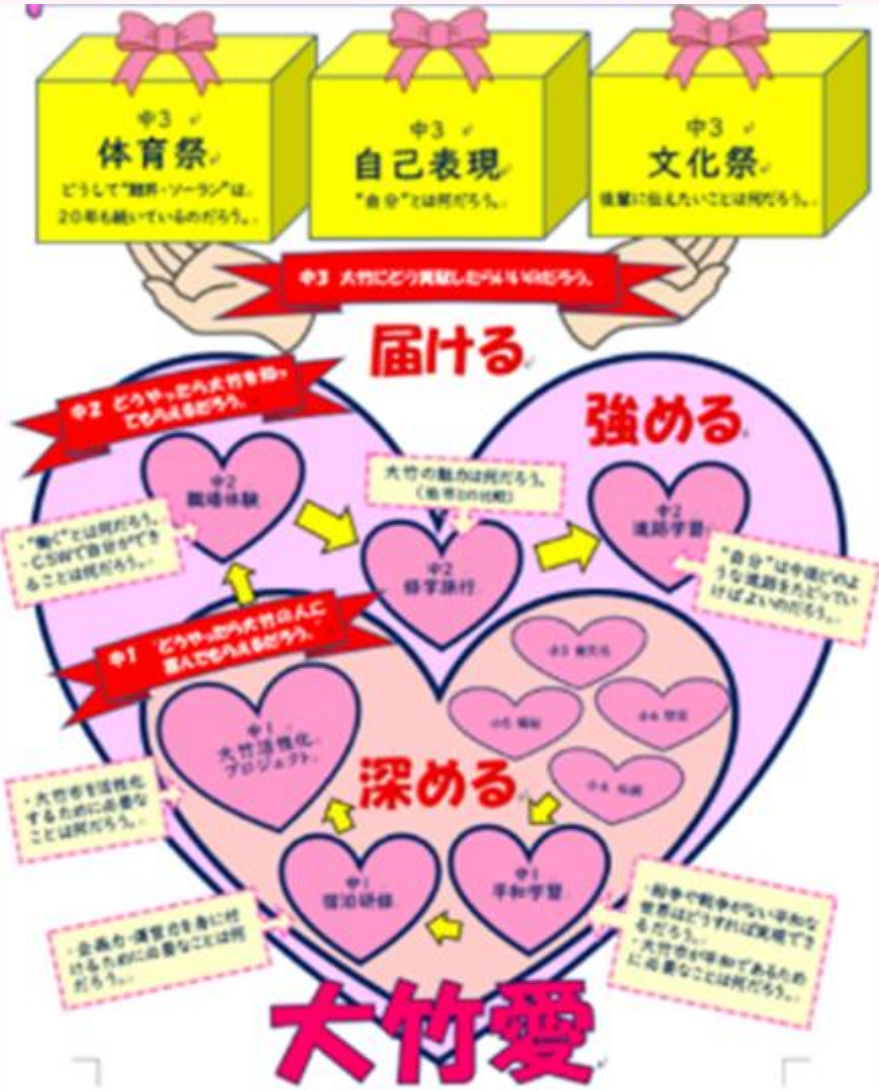 中3
体育祭
どうして"龍昇・ソーラン"は、
20年も続いているのだろう。
中3
自己表現
"自分"とは何だろう。
中3
文化祭
後輩に伝えたいことは何だろう。
中3 大竹にどう貢献したらいいのだろう。
届ける
中2 どうやったら大竹を知っ
てもらえるだろう。
強める
中2
職場体験
大竹の魅力は何だろう。
(他市との比較)
中2
進路学習
・"働く"とは何だろう。
・CSWで自分ができ
ることは何だろう。
中2
修学旅行
"自分"は今後どのよ
うな進路をたどってい
けばよいのだろう。
中1 どうやったら大竹の人に
喜んでもらえるだろう。
小5 福祉
中1
大竹活性化
プロジェクト
深める
・大竹市を活性化
するために必要な
ことは何だろう。
中1
宿泊研修
中1
平和学習
・企画力・運営力を身に付
けるために必要なことは何
だろう。
・紛争や戦争がない平和な
世界はどうすれば実現でき
るだろう。
・大竹市が平和であるため
に必要なことは何だろう。
大竹愛